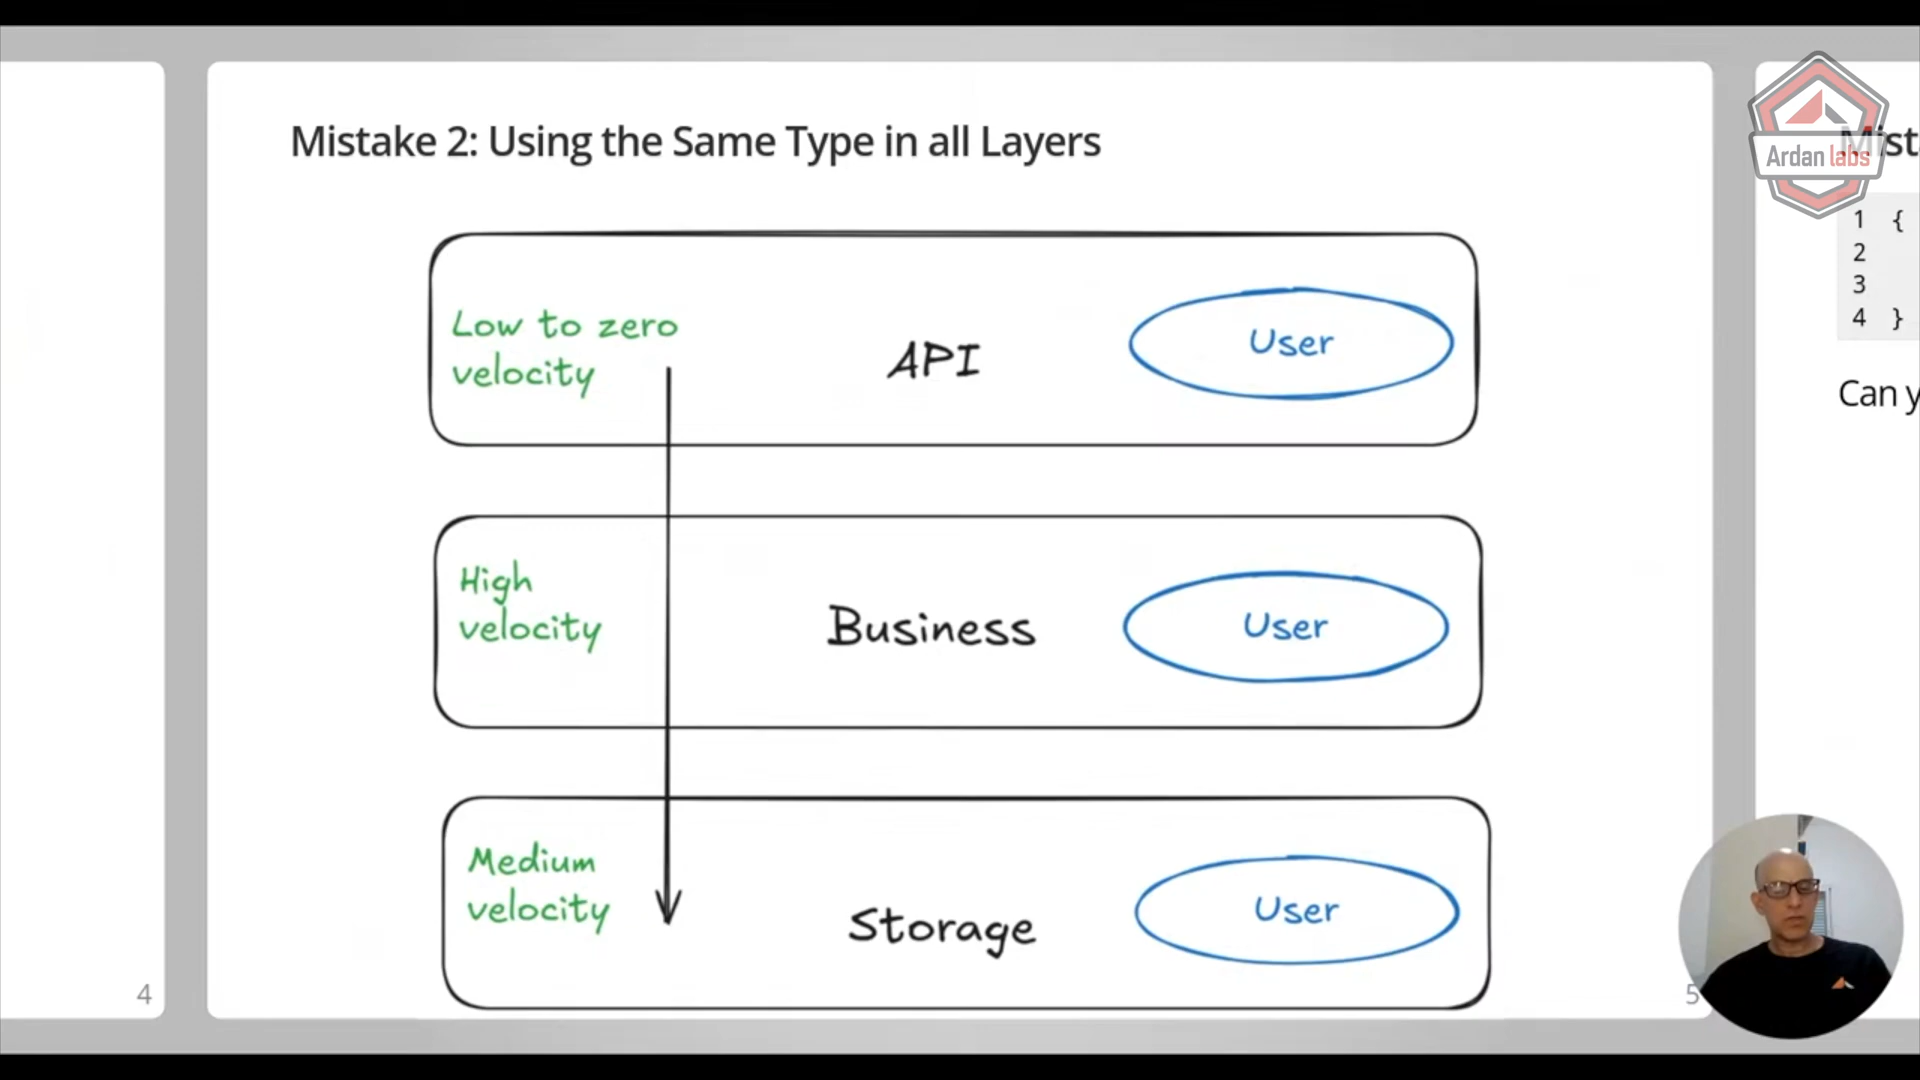 Mistake 2: Using the Same Type in all Layers
Low to zero
velocity
API
User
High
velocity
Business
User
Medium
velocity
Storage
User
4
5
Ardan labs
Mist
1 {
2
3
4 }
Can y